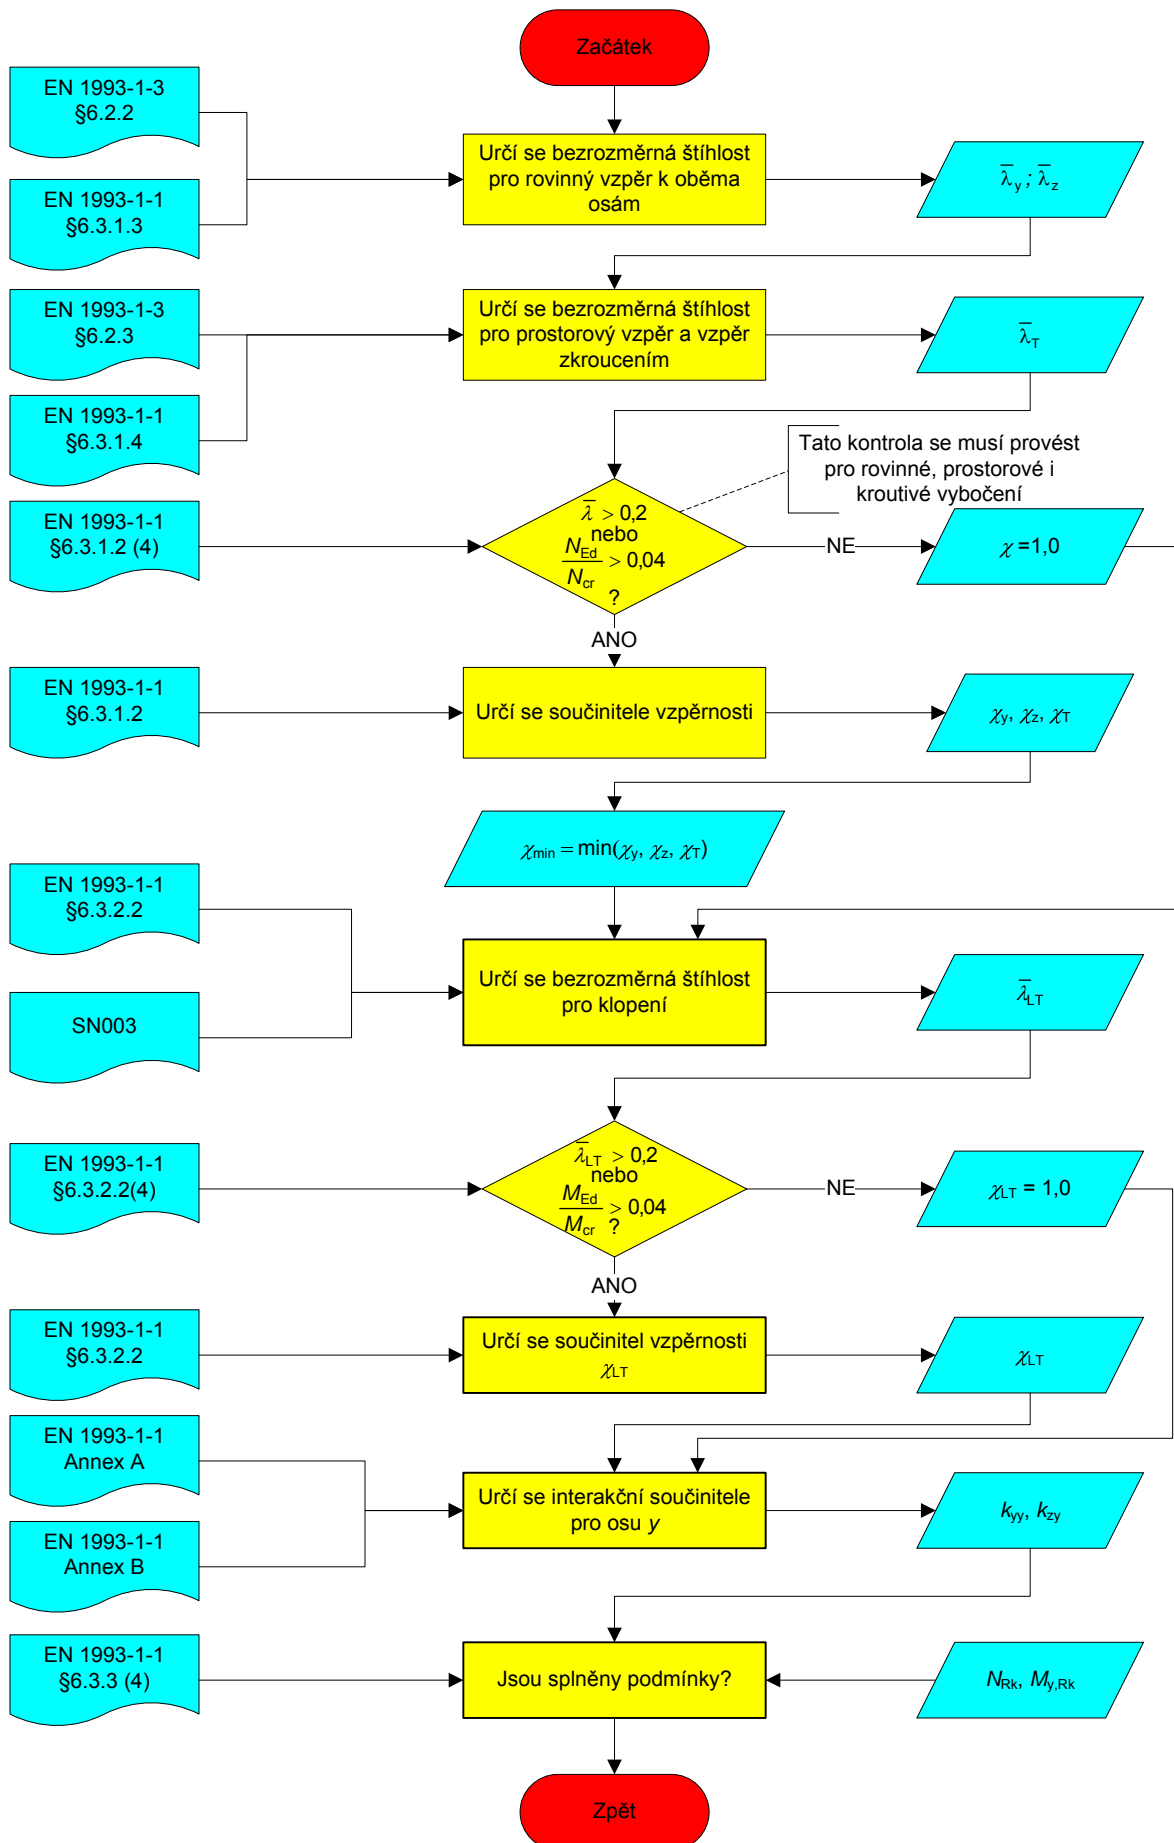 Začátek
EN 1993-1-3
§6.2.2
Určí se bezrozměrná štíhlost
pro rovinný vzpěr k oběma
osám
λ̅y ; λ̅z
EN 1993-1-1
§6.3.1.3
EN 1993-1-3
§6.2.3
Určí se bezrozměrná štíhlost
pro prostorový vzpěr a vzpěr
zkroucením
λ̅T
EN 1993-1-1
§6.3.1.4
Tato kontrola se musí provést
pro rovinné, prostorové i
kroutivé vybočení
EN 1993-1-1
§6.3.1.2 (4)
λ̅ > 0,2
nebo
NEd
Ncr
> 0,04
?
NE
χ =1,0
ANO
EN 1993-1-1
§6.3.1.2
Určí se součinitele vzpěrnosti
χy, χz, χT
χmin = min(χy, χz, χT)
EN 1993-1-1
§6.3.2.2
Určí se bezrozměrná štíhlost
pro klopení
λ̅LT
SN003
EN 1993-1-1
§6.3.2.2(4)
λ̅LT > 0,2
nebo
MEd
Mcr
> 0,04
?
NE
χLT = 1,0
ANO
EN 1993-1-1
§6.3.2.2
Určí se součinitel vzpěrnosti
χLT
χLT
EN 1993-1-1
Annex A
Určí se interakční součinitele
pro osu y
kyy, kzy
EN 1993-1-1
Annex B
EN 1993-1-1
§6.3.3 (4)
Jsou splněny podmínky?
NRk, My,Rk
Zpět